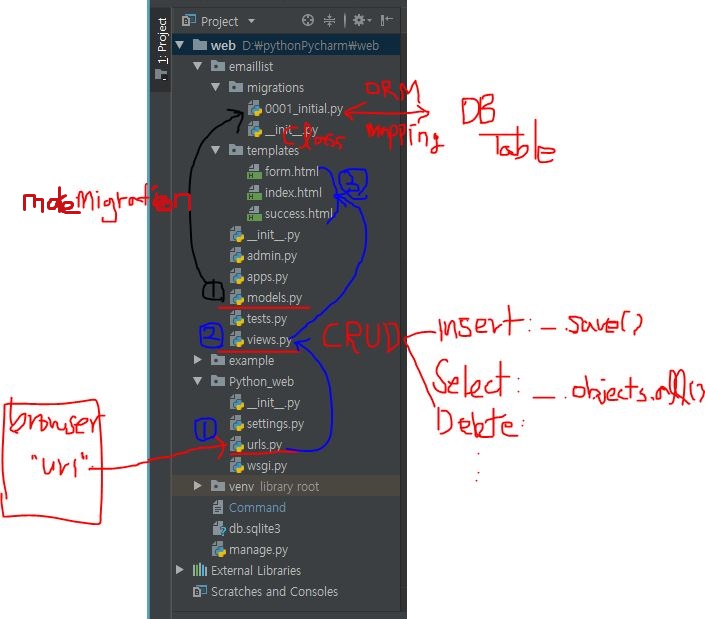 1: Project
Project
web D:₩pythonPycharm₩web
emaillist
migrations
0001_initial.py
ORM
Mapping
DB
Table
__init__.py
Class
templates
form.html
index.html
3
success.html
makeMigration
__init__.py
admin.py
apps.py
1
models.py
tests.py
2
views.py
CRUD
insert: _.save()
Select: _.objects.all()
Delete:
:
example
Python_web
__init__.py
1
settings.py
urls.py
wsgi.py
browser
"url"
venv library root
Command
db.sqlite3
manage.py
External Libraries
Scratches and Consoles